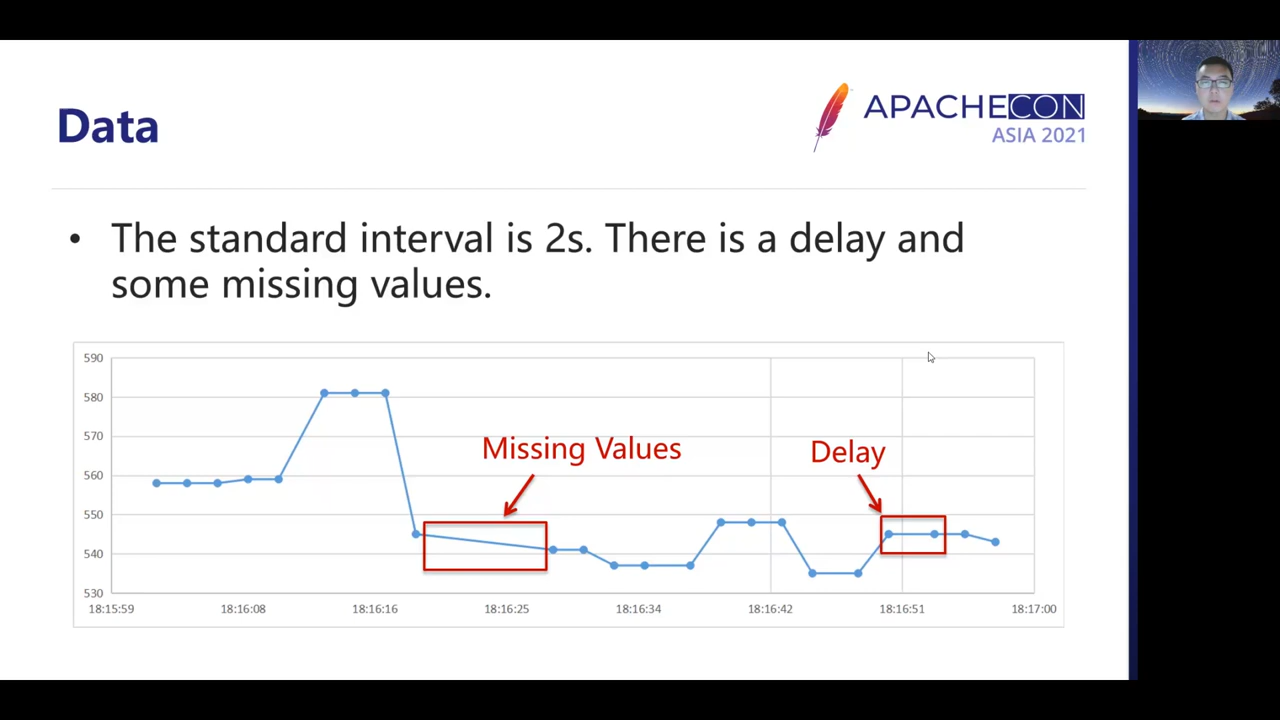 Data
APACHECON
ASIA 2021
• The standard interval is 2s. There is a delay and
some missing values.
590
580
570
560
550
540
530
Missing Values
Delay
18:15:59 18:16:08 18:16:16 18:16:25 18:16:34 18:16:42 18:16:51 18:17:00